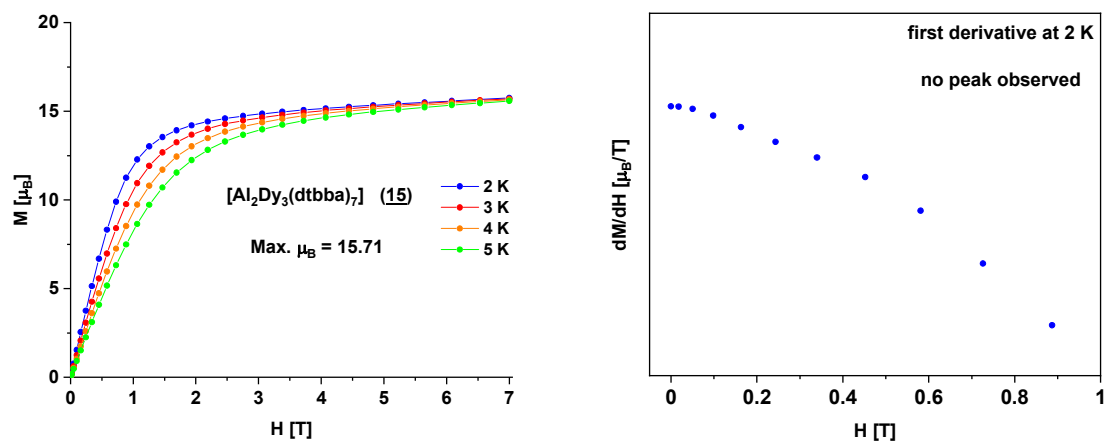 20
15
10
5
0
M [μB]
[Al2Dy3(dtbba)7] (15)
Max. μB = 15.71
2 K
3 K
4 K
5 K
0 1 2 3 4 5 6 7
H [T]
first derivative at 2 K
no peak observed
dM/dH [μB/T]
0.0 0.2 0.4 0.6 0.8 1
H [T]